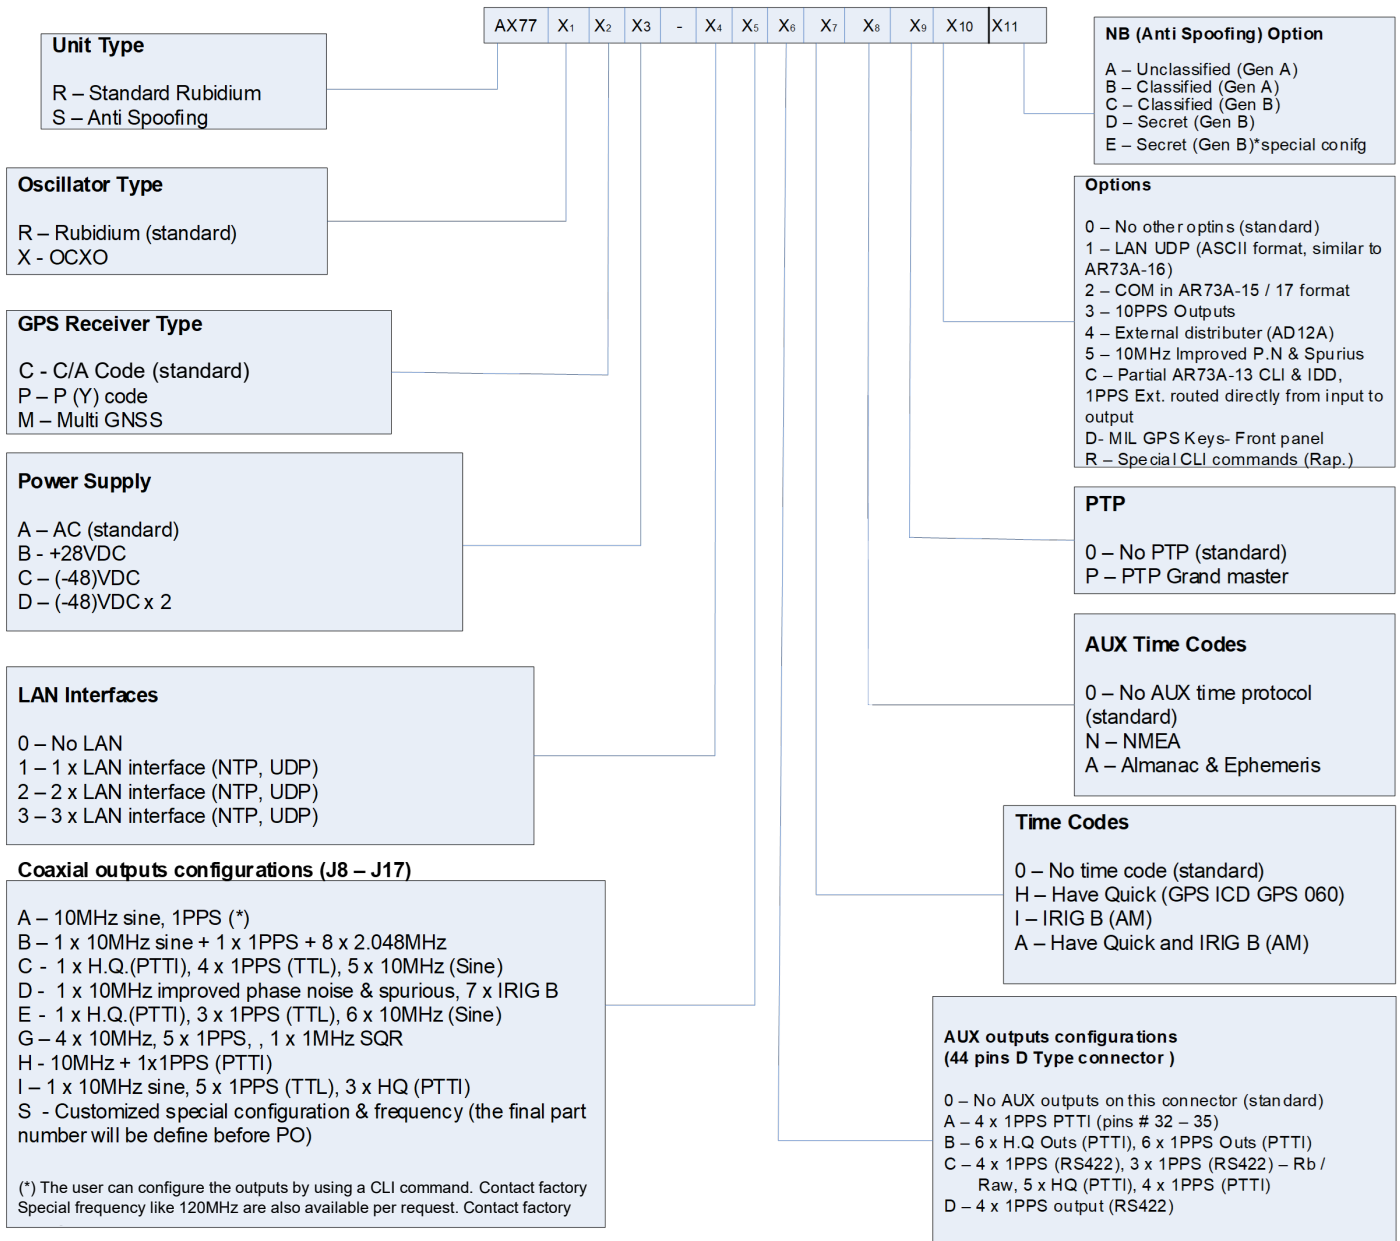 AX77 X1 X2 X3 - X4 X5 X6 X7 X8 X9 X10 X11
Unit Type
R – Standard Rubidium
S – Anti Spoofing
Oscillator Type
R – Rubidium (standard)
X - OCXO
GPS Receiver Type
C - C/A Code (standard)
P – P (Y) code
M – Multi GNSS
Power Supply
A – AC (standard)
B - +28VDC
C – (-48)VDC
D – (-48)VDC x 2
LAN Interfaces
0 – No LAN
1 – 1 x LAN interface (NTP, UDP)
2 – 2 x LAN interface (NTP, UDP)
3 – 3 x LAN interface (NTP, UDP)
Coaxial outputs configurations (J8 – J17)
A – 10MHz sine, 1PPS (*)
B – 1 x 10MHz sine + 1 x 1PPS + 8 x 2.048MHz
C - 1 x H.Q.(PTTI), 4 x 1PPS (TTL), 5 x 10MHz (Sine)
D - 1 x 10MHz improved phase noise & spurious, 7 x IRIG B
E - 1 x H.Q.(PTTI), 3 x 1PPS (TTL), 6 x 10MHz (Sine)
G – 4 x 10MHz, 5 x 1PPS, , 1 x 1MHz SQR
H - 10MHz + 1x1PPS (PTTI)
I – 1 x 10MHz sine, 5 x 1PPS (TTL), 3 x HQ (PTTI)
S - Customized special configuration & frequency (the final part
number will be define before PO)
(*) The user can configure the outputs by using a CLI command. Contact factory
Special frequency like 120MHz are also available per request. Contact factory
NB (Anti Spoofing) Option
A – Unclassified (Gen A)
B – Classified (Gen A)
C – Classified (Gen B)
D – Secret (Gen B)
E – Secret (Gen B)*special conifg
Options
0 – No other optins (standard)
1 – LAN UDP (ASCII format, similar to
AR73A-16)
2 – COM in AR73A-15 / 17 format
3 – 10PPS Outputs
4 – External distributer (AD12A)
5 – 10MHz Improved P.N & Spurius
C – Partial AR73A-13 CLI & IDD,
1PPS Ext. routed directly from input to
output
D- MIL GPS Keys- Front panel
R – Special CLI commands (Rap.)
PTP
0 – No PTP (standard)
P – PTP Grand master
AUX Time Codes
0 – No AUX time protocol
(standard)
N – NMEA
A – Almanac & Ephemeris
Time Codes
0 – No time code (standard)
H – Have Quick (GPS ICD GPS 060)
I – IRIG B (AM)
A – Have Quick and IRIG B (AM)
AUX outputs configurations
(44 pins D Type connector )
0 – No AUX outputs on this connector (standard)
A – 4 x 1PPS PTTI (pins # 32 – 35)
B – 6 x H.Q Outs (PTTI), 6 x 1PPS Outs (PTTI)
C – 4 x 1PPS (RS422), 3 x 1PPS (RS422) – Rb /
Raw, 5 x HQ (PTTI), 4 x 1PPS (PTTI)
D – 4 x 1PPS output (RS422)